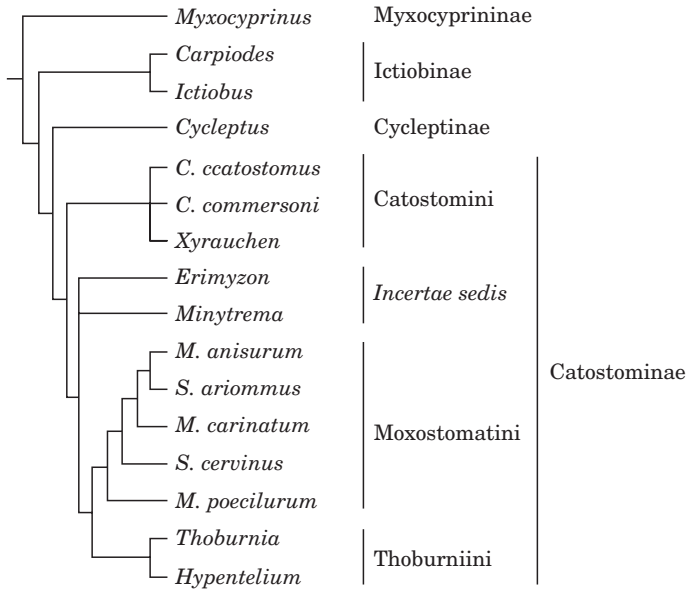 Myxocyprinus Myxocyprininae
Carpiodes
Ictiobinae
Ictiobus
Cycleptus Cycleptinae
C. ccatostomus
C. commersoni Catostomini
Xyrauchen
Erimyzon
Incertae sedis
Minytrema
M. anisurum
Catostominae
S. ariommus
M. carinatum Moxostomatini
S. cervinus
M. poecilurum
Thoburnia
Thoburniini
Hypentelium